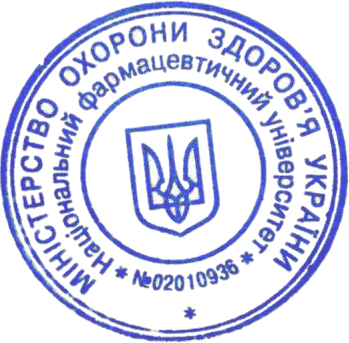 МІНІСТЕРСТВО ОХОРОНИ ЗДОРОВ'Я УКРАЇНИ *
Національний фармацевтичний університет
* №02010936 *